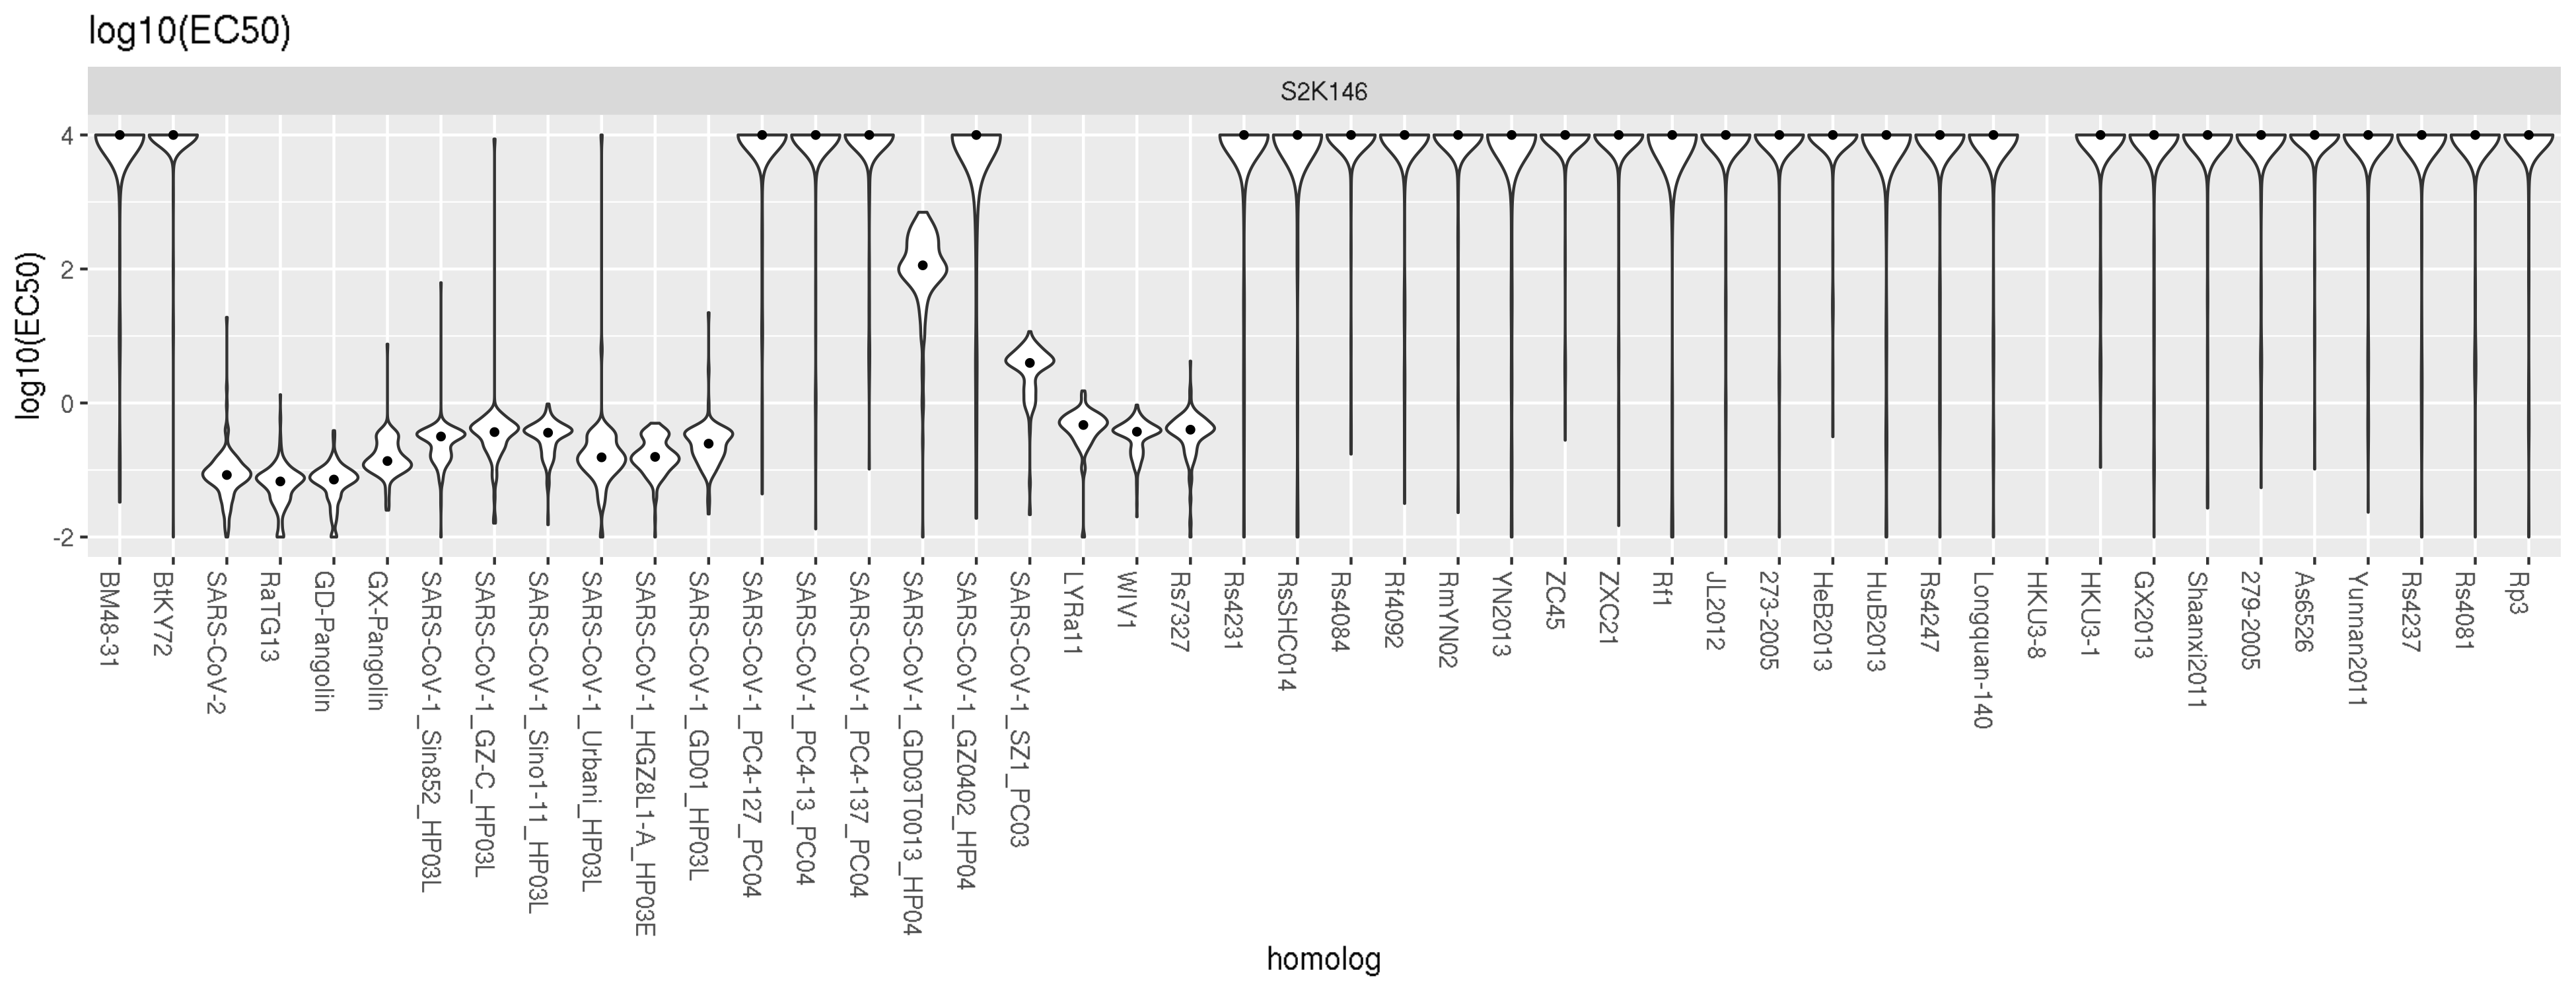 log10(EC50)
S2K146
log10(EC50)
4
2
0
-2
BM48-31
BtKY72
SARS-CoV-2
RaTG13
GD-Pangolin
GX-Pangolin
SARS-CoV-1_Sin852_HP03L
SARS-CoV-1_GZ-C_HP03L
SARS-CoV-1_Sino1-11_HP03L
SARS-CoV-1_Urbani_HP03L
SARS-CoV-1_HGZ8L1-A_HP03E
SARS-CoV-1_GD01_HP03L
SARS-CoV-1_PC4-127_PC04
SARS-CoV-1_PC4-13_PC04
SARS-CoV-1_PC4-137_PC04
SARS-CoV-1_GD03T0013_HP04
SARS-CoV-1_GZ0402_HP04
SARS-CoV-1_SZ1_PC03
LYRa11
WIV1
Rs7327
Rs4231
RsSHC014
Rs4084
Rf4092
RmYN02
YN2013
ZC45
ZXC21
Rf1
JL2012
273-2005
HeB2013
HuB2013
Rs4247
Longquan-140
HKU3-8
HKU3-1
GX2013
Shaanxi2011
279-2005
As6526
Yunnan2011
Rs4237
Rs4081
Rp3
homolog